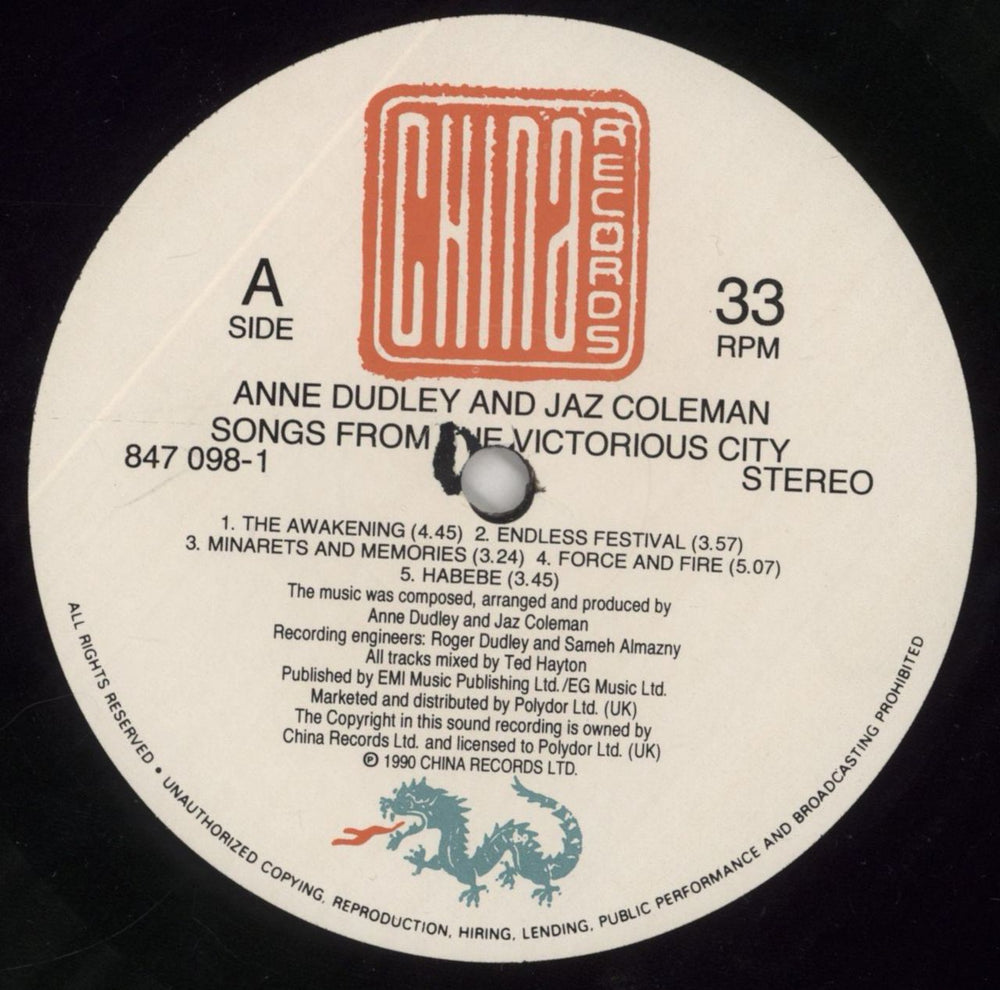 CHINA
RECORDS
A
SIDE
33
RPM
ANNE DUDLEY AND JAZ COLEMAN
SONGS FROM THE VICTORIOUS CITY
847 098-1
STEREO
1. THE AWAKENING (4.45) 2. ENDLESS FESTIVAL (3.57)
3. MINARETS AND MEMORIES (3.24) 4. FORCE AND FIRE (5.07)
5. HABEBE (3.45)
The music was composed, arranged and produced by
Anne Dudley and Jaz Coleman
Recording engineers: Roger Dudley and Sameh Almazny
All tracks mixed by Ted Hayton
Published by EMI Music Publishing Ltd./EG Music Ltd.
Marketed and distributed by Polydor Ltd. (UK)
The Copyright in this sound recording is owned by
China Records Ltd. and licensed to Polydor Ltd. (UK)
℗ 1990 CHINA RECORDS LTD.
ALL RIGHTS RESERVED • UNAUTHORIZED COPYING, REPRODUCTION, HIRING, LENDING, PUBLIC PERFORMANCE AND BROADCASTING PROHIBITED